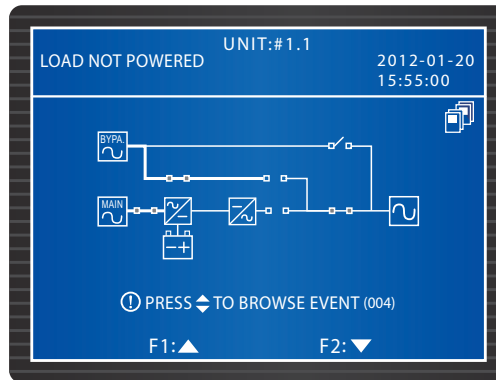 UNIT:#1.1
LOAD NOT POWERED
2012-01-20
15:55:00
BYPA.
MAIN
PRESS TO BROWSE EVENT (004)
F1: F2: